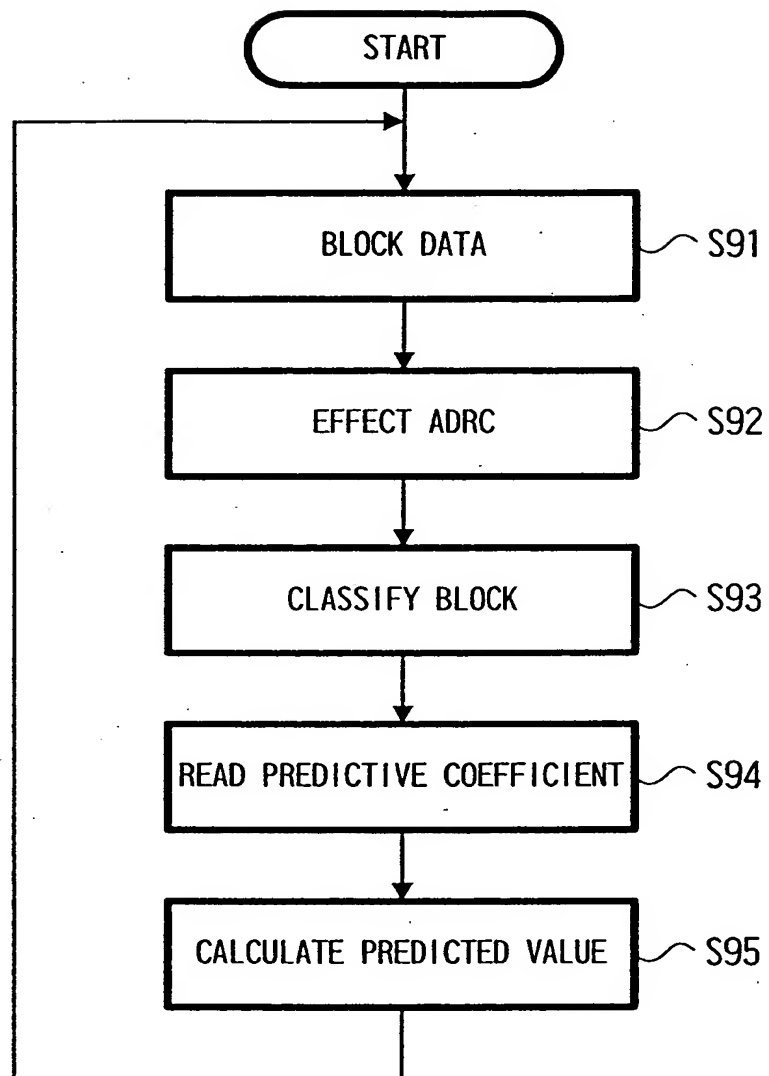 START
BLOCK DATA S91
EFFECT ADRC S92
CLASSIFY BLOCK S93
READ PREDICTIVE COEFFICIENT S94
CALCULATE PREDICTED VALUE S95